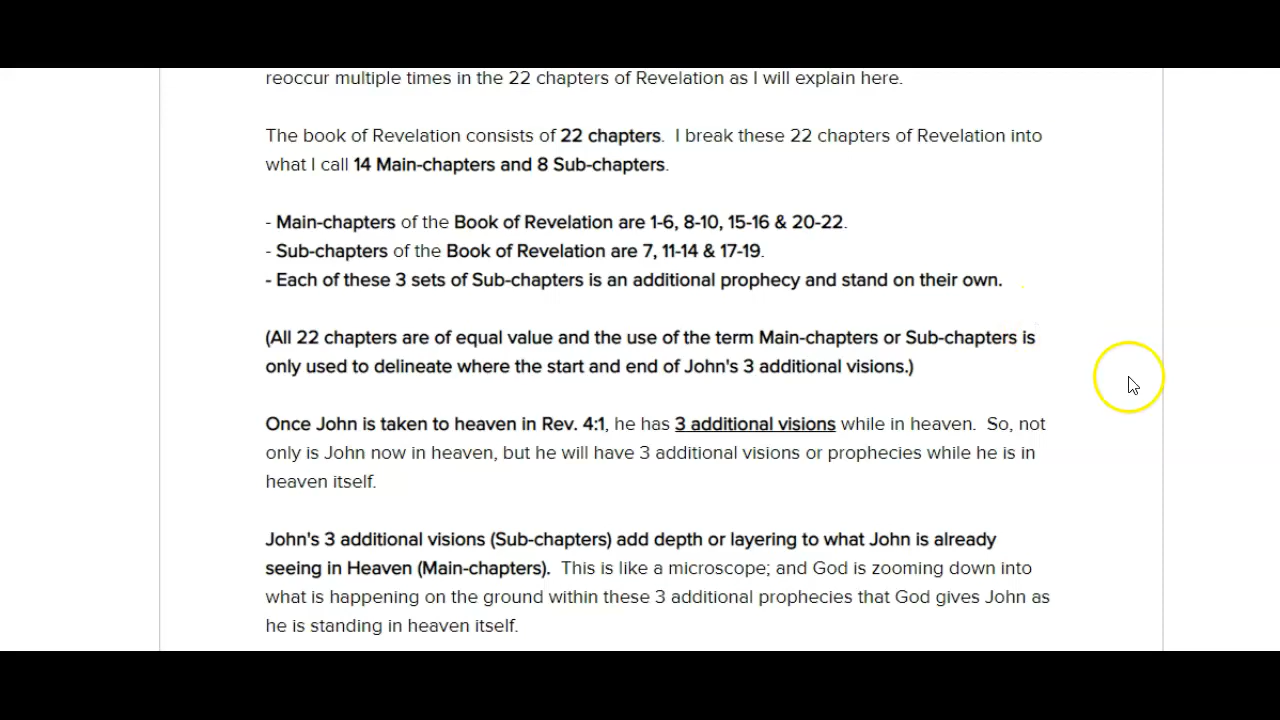 reoccur multiple times in the 22 chapters of Revelation as I will explain here.
The book of Revelation consists of 22 chapters.  I break these 22 chapters of Revelation into
what I call 14 Main-chapters and 8 Sub-chapters.
- Main-chapters of the Book of Revelation are 1-6, 8-10, 15-16 & 20-22.
- Sub-chapters of the Book of Revelation are 7, 11-14 & 17-19.
- Each of these 3 sets of Sub-chapters is an additional prophecy and stand on their own.
(All 22 chapters are of equal value and the use of the term Main-chapters or Sub-chapters is
only used to delineate where the start and end of John's 3 additional visions.)
Once John is taken to heaven in Rev. 4:1, he has 3 additional visions while in heaven.  So, not
only is John now in heaven, but he will have 3 additional visions or prophecies while he is in
heaven itself.
John's 3 additional visions (Sub-chapters) add depth or layering to what John is already
seeing in Heaven (Main-chapters).  This is like a microscope; and God is zooming down into
what is happening on the ground within these 3 additional prophecies that God gives John as
he is standing in heaven itself.